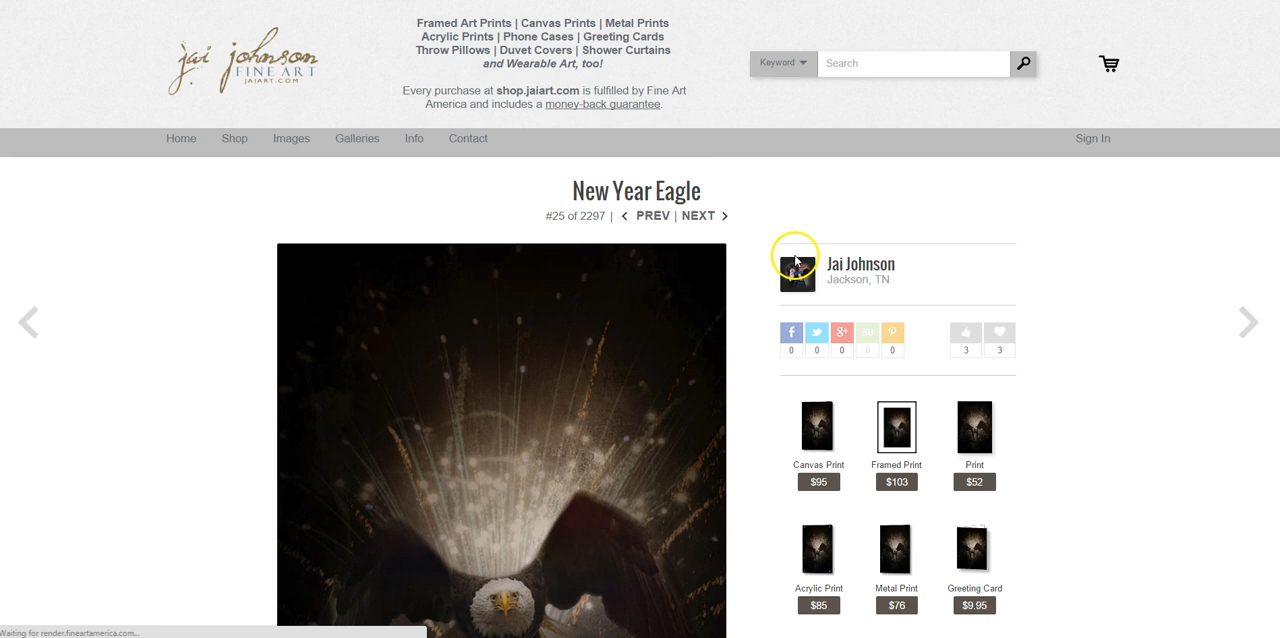 jai johnson
FINE ART
JAIART.COM
Framed Art Prints | Canvas Prints | Metal Prints
Acrylic Prints | Phone Cases | Greeting Cards
Throw Pillows | Duvet Covers | Shower Curtains
and Wearable Art, too!
Every purchase at shop.jaiart.com is fulfilled by Fine Art
America and includes a money-back guarantee.
Keyword
Search
Home Shop Images Galleries Info Contact Sign In
New Year Eagle
#25 of 2297 | PREV | NEXT
Jai Johnson
Jackson, TN
f g+ su p
0 0 0 0 0 3 3
Canvas Print Framed Print Print
$95 $103 $52
Acrylic Print Metal Print Greeting Card
$85 $76 $9.95
Waiting for render.fineartamerica.com...